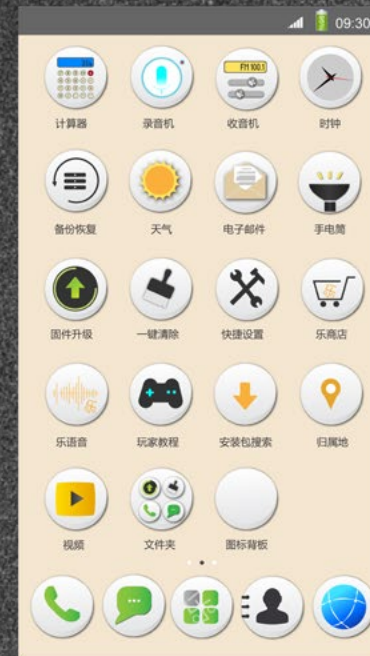 09:30
FM 100.1
计算器 录音机 收音机 时钟
备份恢复 天气 电子邮件 手电筒
固件升级 一键清除 快捷设置 乐商店
乐语音 玩家教程 安装包搜索 归属地
视频 文件夹 图标背板